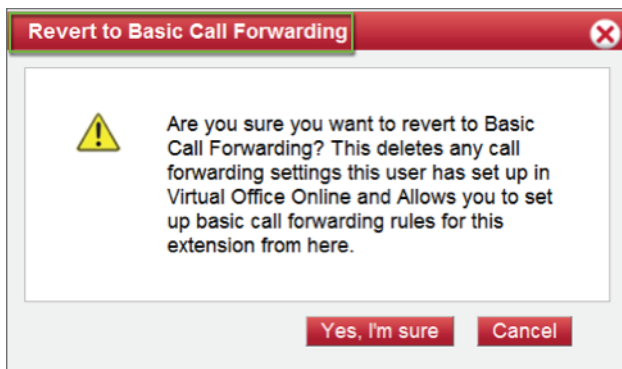 Revert to Basic Call Forwarding
Are you sure you want to revert to Basic
Call Forwarding? This deletes any call
forwarding settings this user has set up in
Virtual Office Online and Allows you to set
up basic call forwarding rules for this
extension from here.
Yes, I'm sure Cancel